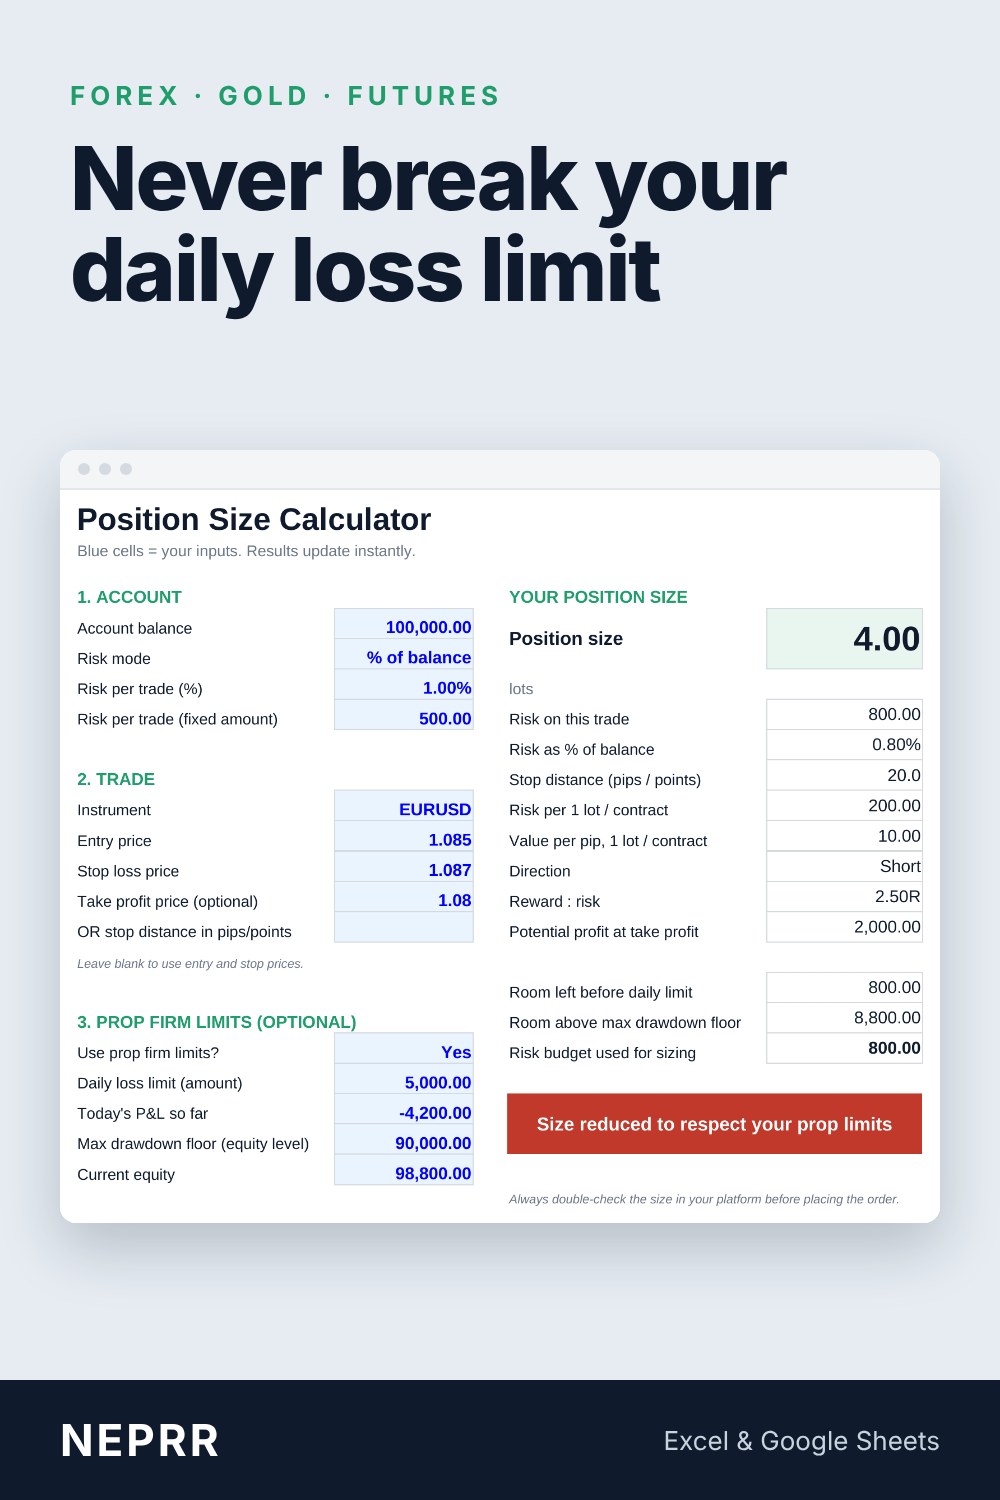 FOREX · GOLD · FUTURES
Never break your
daily loss limit
Position Size Calculator
Blue cells = your inputs. Results update instantly.
1. ACCOUNT
Account balance 100,000.00
Risk mode % of balance
Risk per trade (%) 1.00%
Risk per trade (fixed amount) 500.00
2. TRADE
Instrument EURUSD
Entry price 1.085
Stop loss price 1.087
Take profit price (optional) 1.08
OR stop distance in pips/points
Leave blank to use entry and stop prices.
3. PROP FIRM LIMITS (OPTIONAL)
Use prop firm limits? Yes
Daily loss limit (amount) 5,000.00
Today's P&L so far -4,200.00
Max drawdown floor (equity level) 90,000.00
Current equity 98,800.00
YOUR POSITION SIZE
Position size 4.00
lots
Risk on this trade 800.00
Risk as % of balance 0.80%
Stop distance (pips / points) 20.0
Risk per 1 lot / contract 200.00
Value per pip, 1 lot / contract 10.00
Direction Short
Reward : risk 2.50R
Potential profit at take profit 2,000.00
Room left before daily limit 800.00
Room above max drawdown floor 8,800.00
Risk budget used for sizing 800.00
Size reduced to respect your prop limits
Always double-check the size in your platform before placing the order.
NEPRR
Excel & Google Sheets